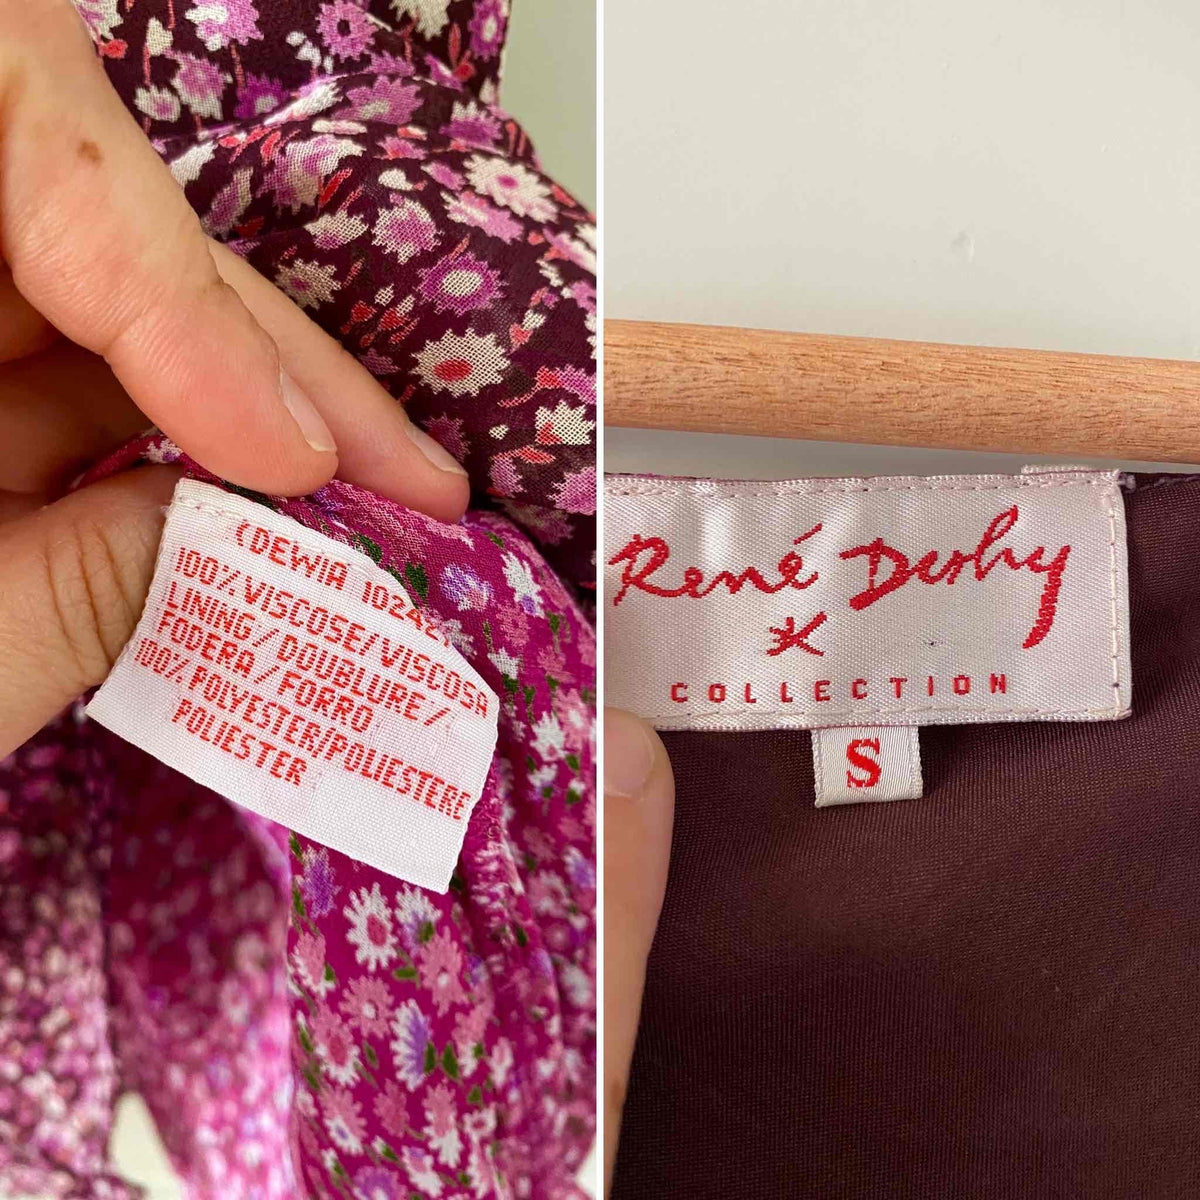 (DEWIA 10242
100% VISCOSE/VISCOSA
LINING/DOUBLURE/
FODERA/FORRO
100% POLYESTER/POLIESTERE
POLIESTER
René Derhy
COLLECTION
S